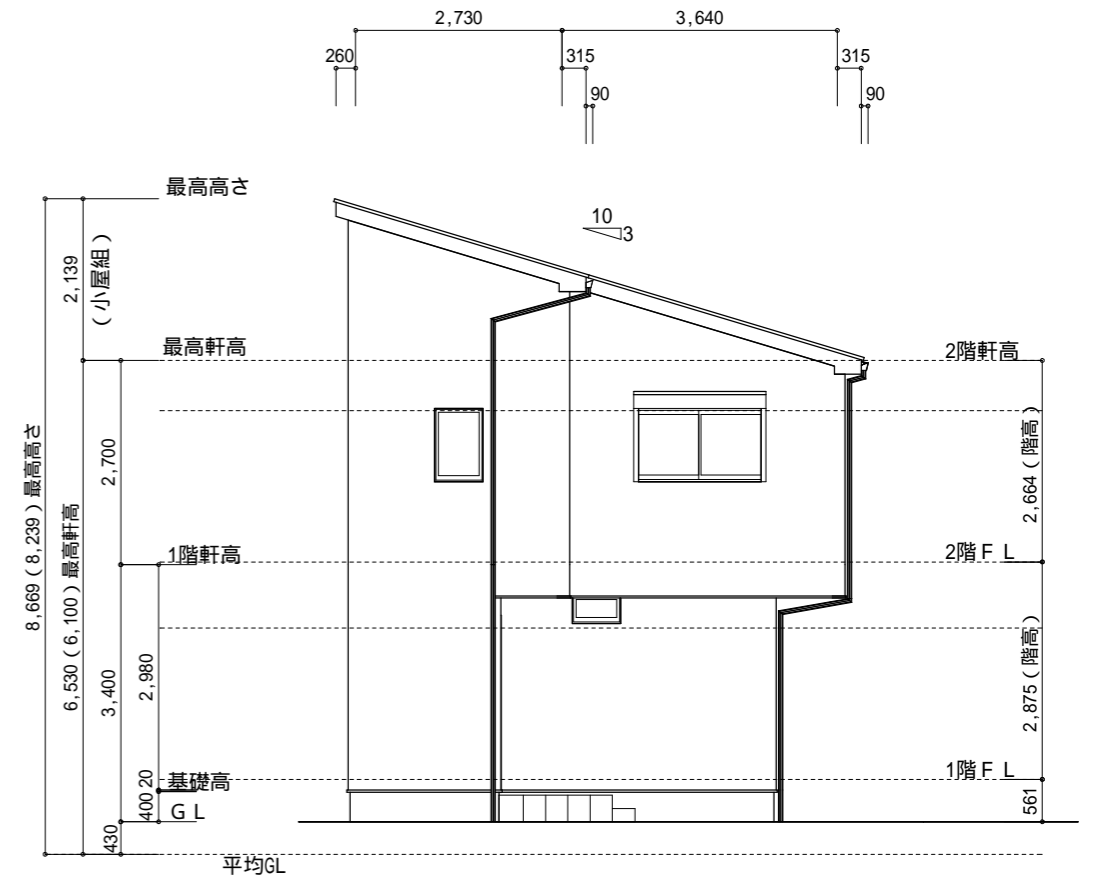 2,730
3,640
260
315
315
90
90
最高高さ
10
3
2,139
(小屋組)
最高軒高
2階軒高
2,700
2,664(階高)
8,669(8,239)最高高さ
6,530(6,100)最高軒高
1階軒高
2階FL
3,400
2,980
2,875(階高)
1階FL
20
基礎高
400
GL
561
430
平均GL